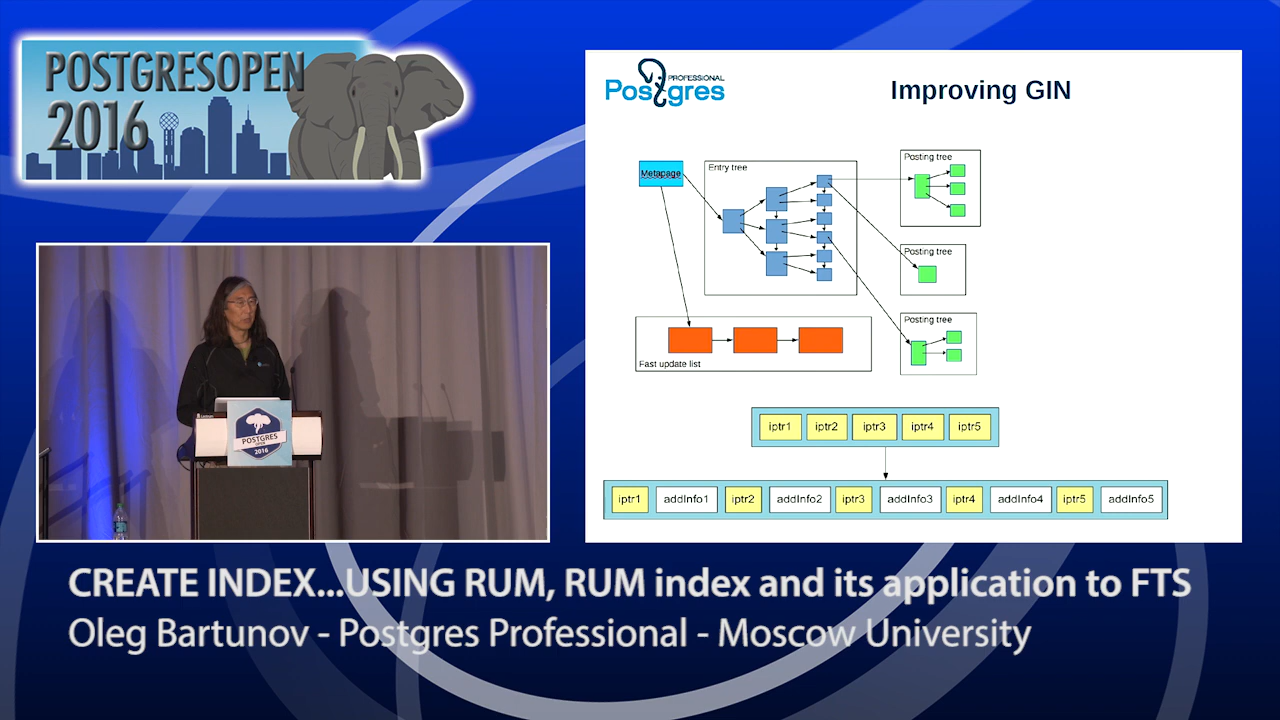 POSTGRESOPEN
2016
PROFESSIONAL
Postgres
Improving GIN
Metapage
Entry tree
Posting tree
Posting tree
Posting tree
Fast update list
iptr1 iptr2 iptr3 iptr4 iptr5
iptr1 addInfo1 iptr2 addInfo2 iptr3 addInfo3 iptr4 addInfo4 iptr5 addInfo5
POSTGRES
OPEN
2016
CREATE INDEX...USING RUM, RUM index and its application to FTS
Oleg Bartunov - Postgres Professional - Moscow University